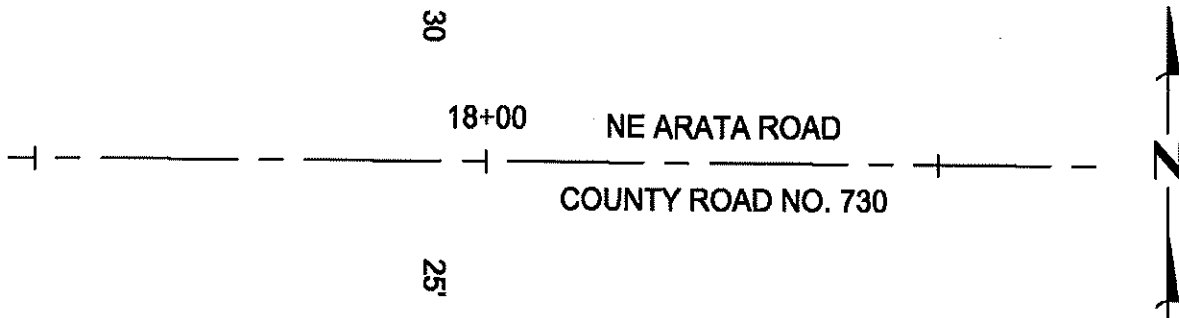 30
18+00
NE ARATA ROAD
N
COUNTY ROAD NO. 730
25'